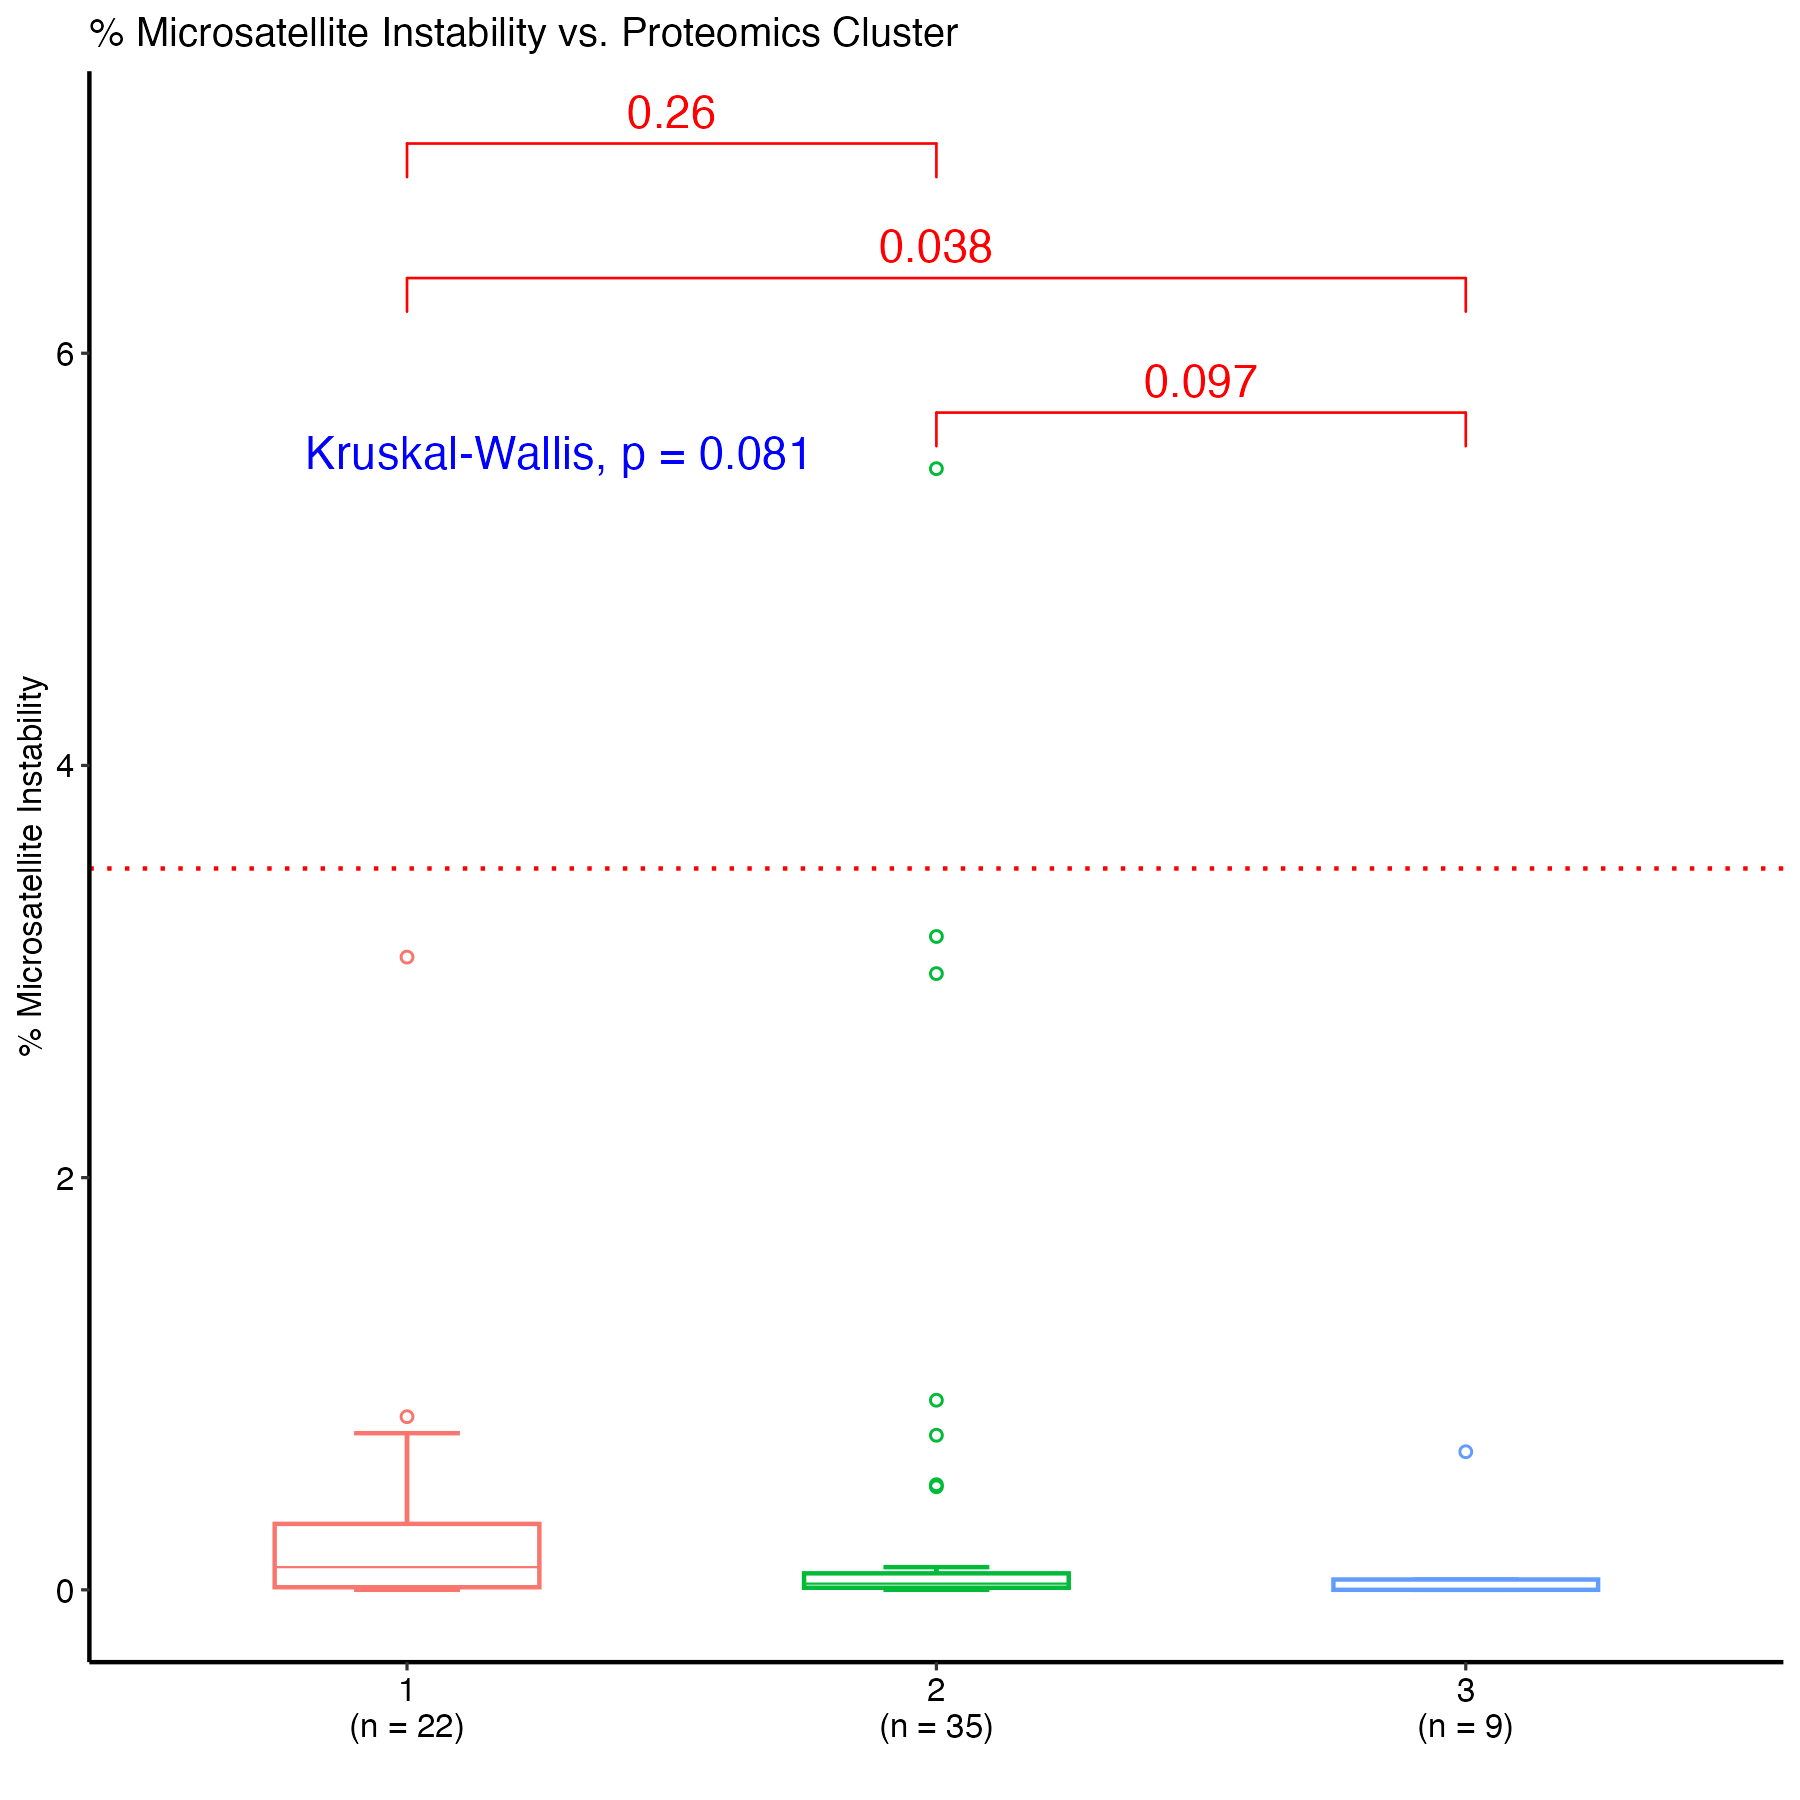 % Microsatellite Instability vs. Proteomics Cluster
0.26
0.038
0.097
Kruskal-Wallis, p = 0.081
% Microsatellite Instability
6
4
2
0
1
(n = 22)
2
(n = 35)
3
(n = 9)